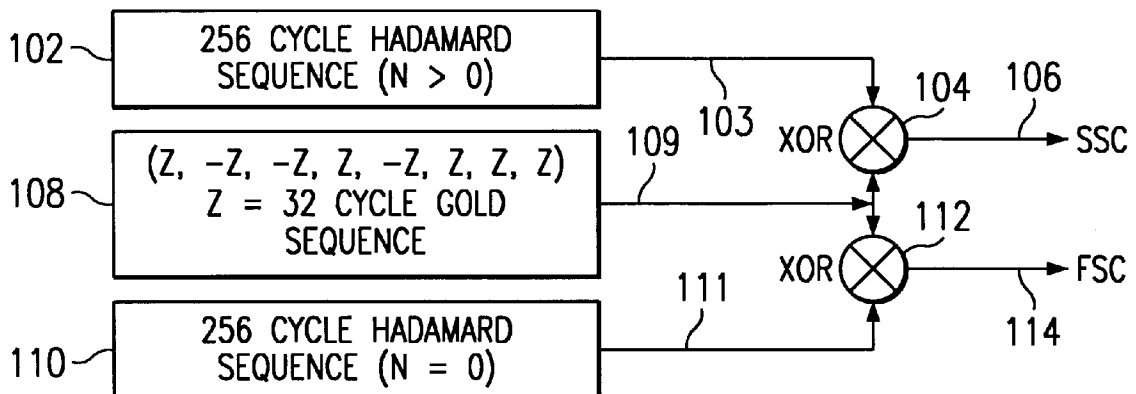 102
256 CYCLE HADAMARD
SEQUENCE (N > 0)
103
104
106
XOR
SSC
108
(Z, -Z, -Z, Z, -Z, Z, Z, Z)
Z = 32 CYCLE GOLD
SEQUENCE
109
112
XOR
FSC
114
110
256 CYCLE HADAMARD
SEQUENCE (N = 0)
111